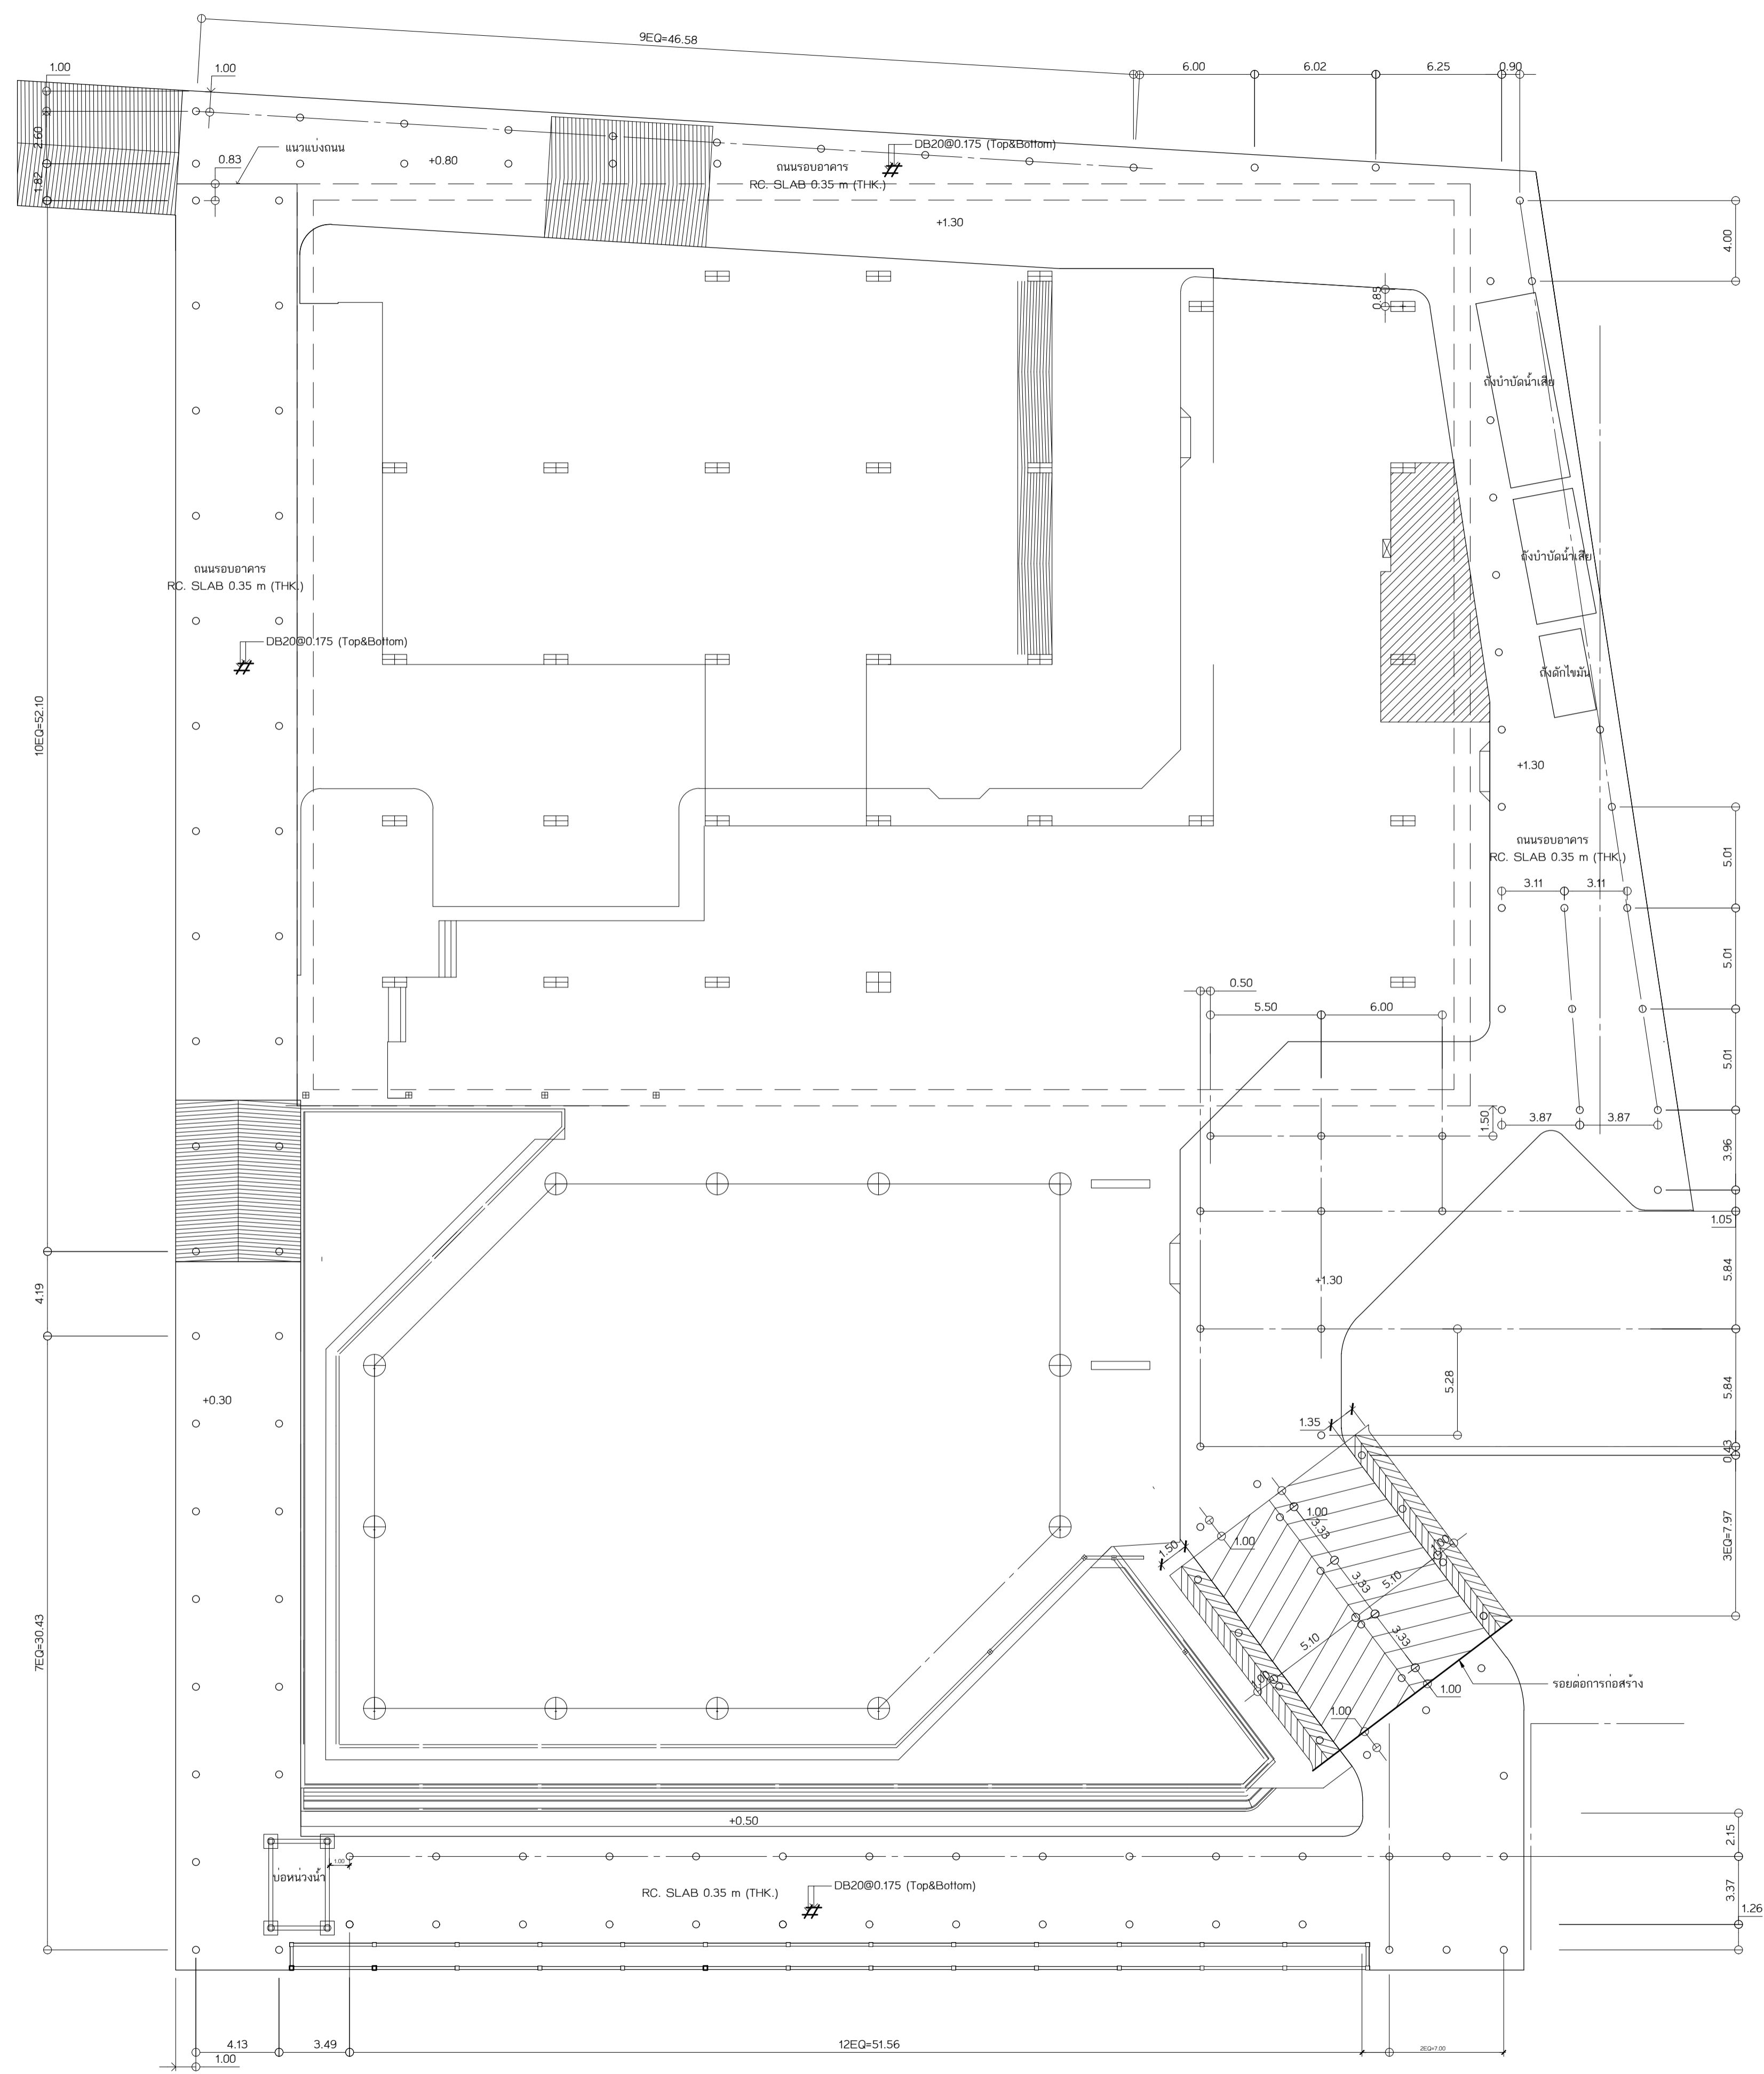 9EQ=46.58
1.00
1.00
6.00
6.02
6.25
0.90
2.60
แนวแบ่งถนน
+0.80
DB20@0.175 (Top&Bottom)
0.83
ถนนรอบอาคาร
RC. SLAB 0.35 m (THK.)
1.82
+1.30
4.00
0.85
ถังบำบัดน้ำเสีย
ถังบำบัดน้ำเสีย
ถนนรอบอาคาร
RC. SLAB 0.35 m (THK.)
DB20@0.175 (Top&Bottom)
ถังดักไขมัน
10EQ=52.10
+1.30
ถนนรอบอาคาร
RC. SLAB 0.35 m (THK.)
5.01
3.11
3.11
5.01
0.50
5.50
6.00
5.01
1.50
3.87
3.87
3.96
1.05
4.19
+1.30
5.84
5.28
5.84
+0.30
1.35
0.43
1.00
3.33
1.00
1.50
1.00
3EQ=7.97
3.33
5.10
7EQ=30.43
5.10
3.33
1.00
1.00
รอยต่อการก่อสร้าง
1.00
+0.50
2.15
1.00
บ่อหน่วงน้ำ
RC. SLAB 0.35 m (THK.)
DB20@0.175 (Top&Bottom)
3.37
1.26
4.13
3.49
12EQ=51.56
2EQ=7.00
1.00